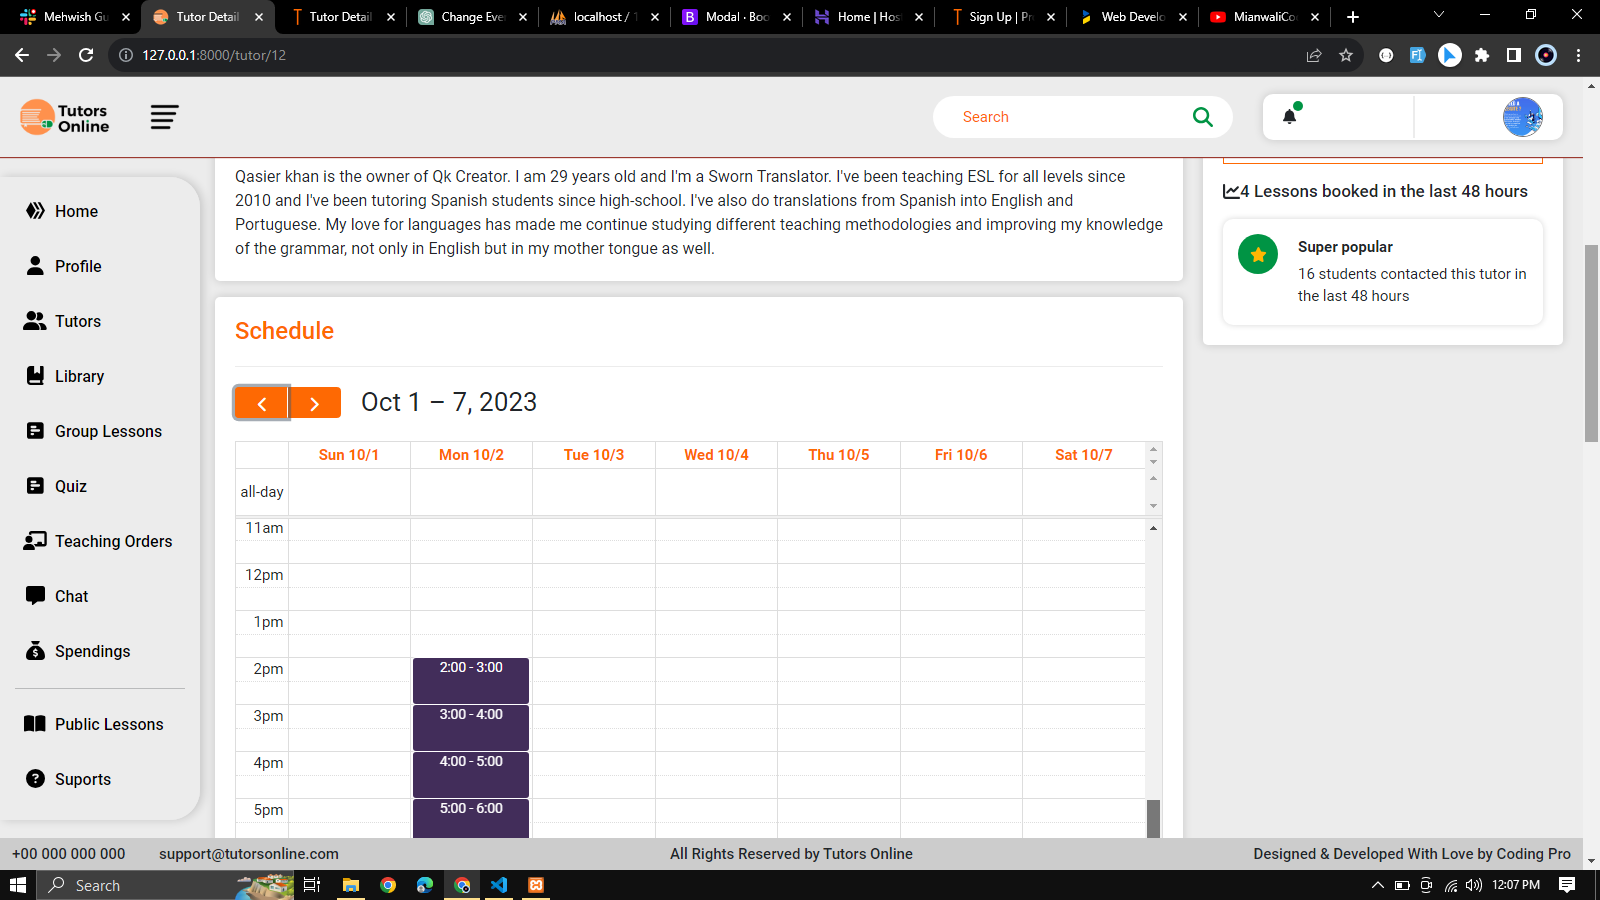 Mehwish Gu
Tutor Detail
Tutor Detail
Change Eve
localhost / 1
Modal · Boo
Home | Hos
Sign Up | Pr
Web Develo
MianwaliCo
127.0.0.1:8000/tutor/12
Tutors
Online
Search
Home
Profile
Tutors
Library
Group Lessons
Quiz
Teaching Orders
Chat
Spendings
Public Lessons
Suports
Qasier khan is the owner of Qk Creator. I am 29 years old and I'm a Sworn Translator. I've been teaching ESL for all levels since
2010 and I've been tutoring Spanish students since high-school. I've also do translations from Spanish into English and
Portuguese. My love for languages has made me continue studying different teaching methodologies and improving my knowledge
of the grammar, not only in English but in my mother tongue as well.
4 Lessons booked in the last 48 hours
Super popular
16 students contacted this tutor in
the last 48 hours
Schedule
Oct 1 – 7, 2023
Sun 10/1
Mon 10/2
Tue 10/3
Wed 10/4
Thu 10/5
Fri 10/6
Sat 10/7
all-day
11am
12pm
1pm
2pm
2:00 - 3:00
3pm
3:00 - 4:00
4pm
4:00 - 5:00
5pm
5:00 - 6:00
+00 000 000 000
support@tutorsonline.com
All Rights Reserved by Tutors Online
Designed & Developed With Love by Coding Pro
Search
12:07 PM